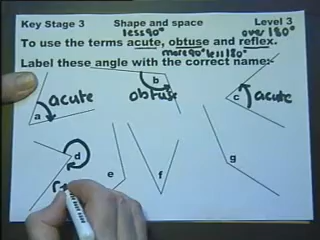 Key Stage 3 Shape and space Level 3
less 90° over 180°
To use the terms acute, obtuse and reflex.
more 90° less 180°
Label these angle with the correct name:
a acute
b obtuse
c acute
d
r
e
f
g